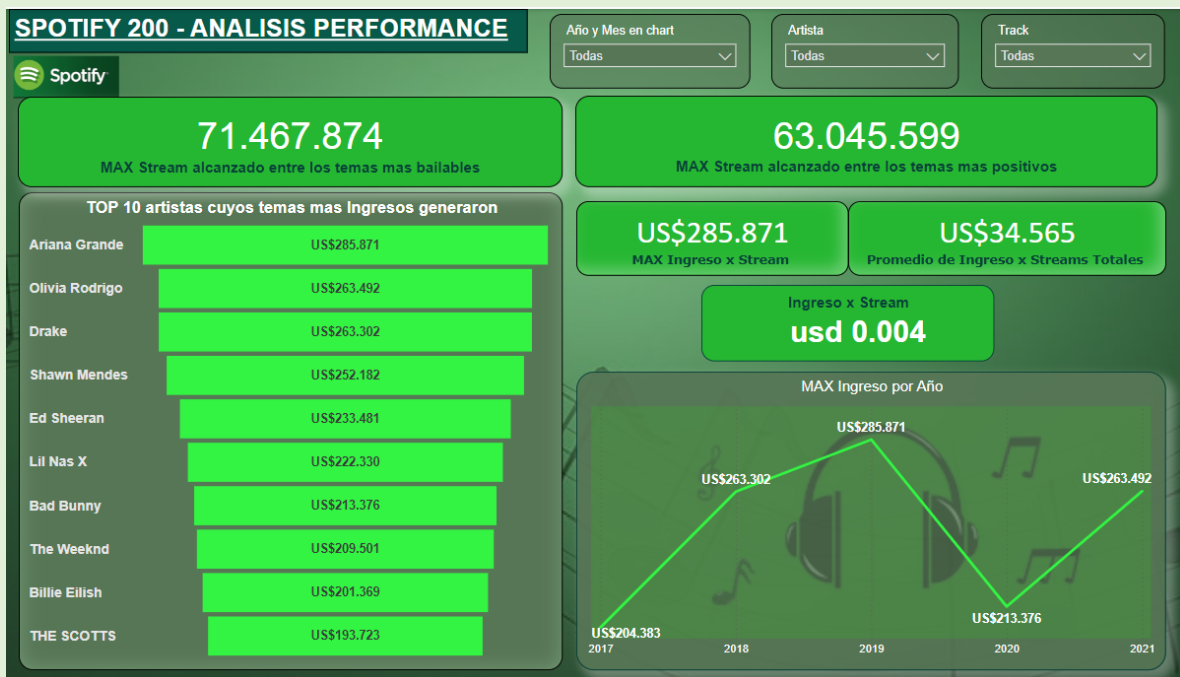 SPOTIFY 200 - ANALISIS PERFORMANCE
Spotify
Año y Mes en chart
Todas
Artista
Todas
Track
Todas
71.467.874
MAX Stream alcanzado entre los temas mas bailables
63.045.599
MAX Stream alcanzado entre los temas mas positivos
TOP 10 artistas cuyos temas mas Ingresos generaron
Ariana Grande US$285.871
Olivia Rodrigo US$263.492
Drake US$263.302
Shawn Mendes US$252.182
Ed Sheeran US$233.481
Lil Nas X US$222.330
Bad Bunny US$213.376
The Weeknd US$209.501
Billie Eilish US$201.369
THE SCOTTS US$193.723
US$285.871
MAX Ingreso x Stream
US$34.565
Promedio de Ingreso x Streams Totales
Ingreso x Stream
usd 0.004
MAX Ingreso por Año
US$285.871
US$263.302
US$263.492
US$213.376
US$204.383
2017 2018 2019 2020 2021